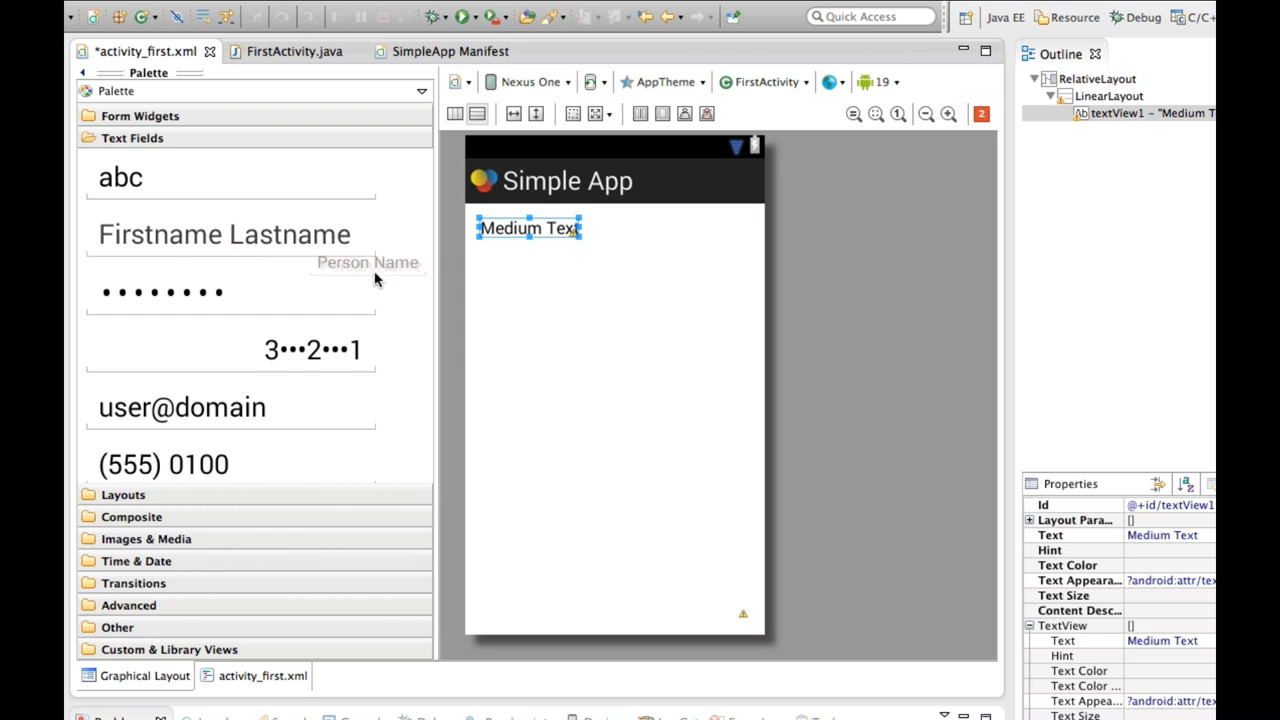 Quick Access
Java EE
Resource
Debug
C/C+
*activity_first.xml
FirstActivity.java
SimpleApp Manifest
Outline
Palette
Palette
Form Widgets
Text Fields
abc
Firstname Lastname
Person Name
3•••2•••1
user@domain
(555) 0100
Layouts
Composite
Images & Media
Time & Date
Transitions
Advanced
Other
Custom & Library Views
Graphical Layout
activity_first.xml
Nexus One
AppTheme
FirstActivity
19
1
2
Simple App
Medium Text
RelativeLayout
LinearLayout
Ab textView1 - "Medium T
Properties
Id @+id/textView1
Layout Para... []
Text Medium Text
Hint
Text Color
Text Appeara... ?android:attr/tex
Text Size
Content Desc...
TextView []
Text Medium Text
Hint
Text Color
Text Color ...
Text Appea... ?android:attr/tex
Text Size